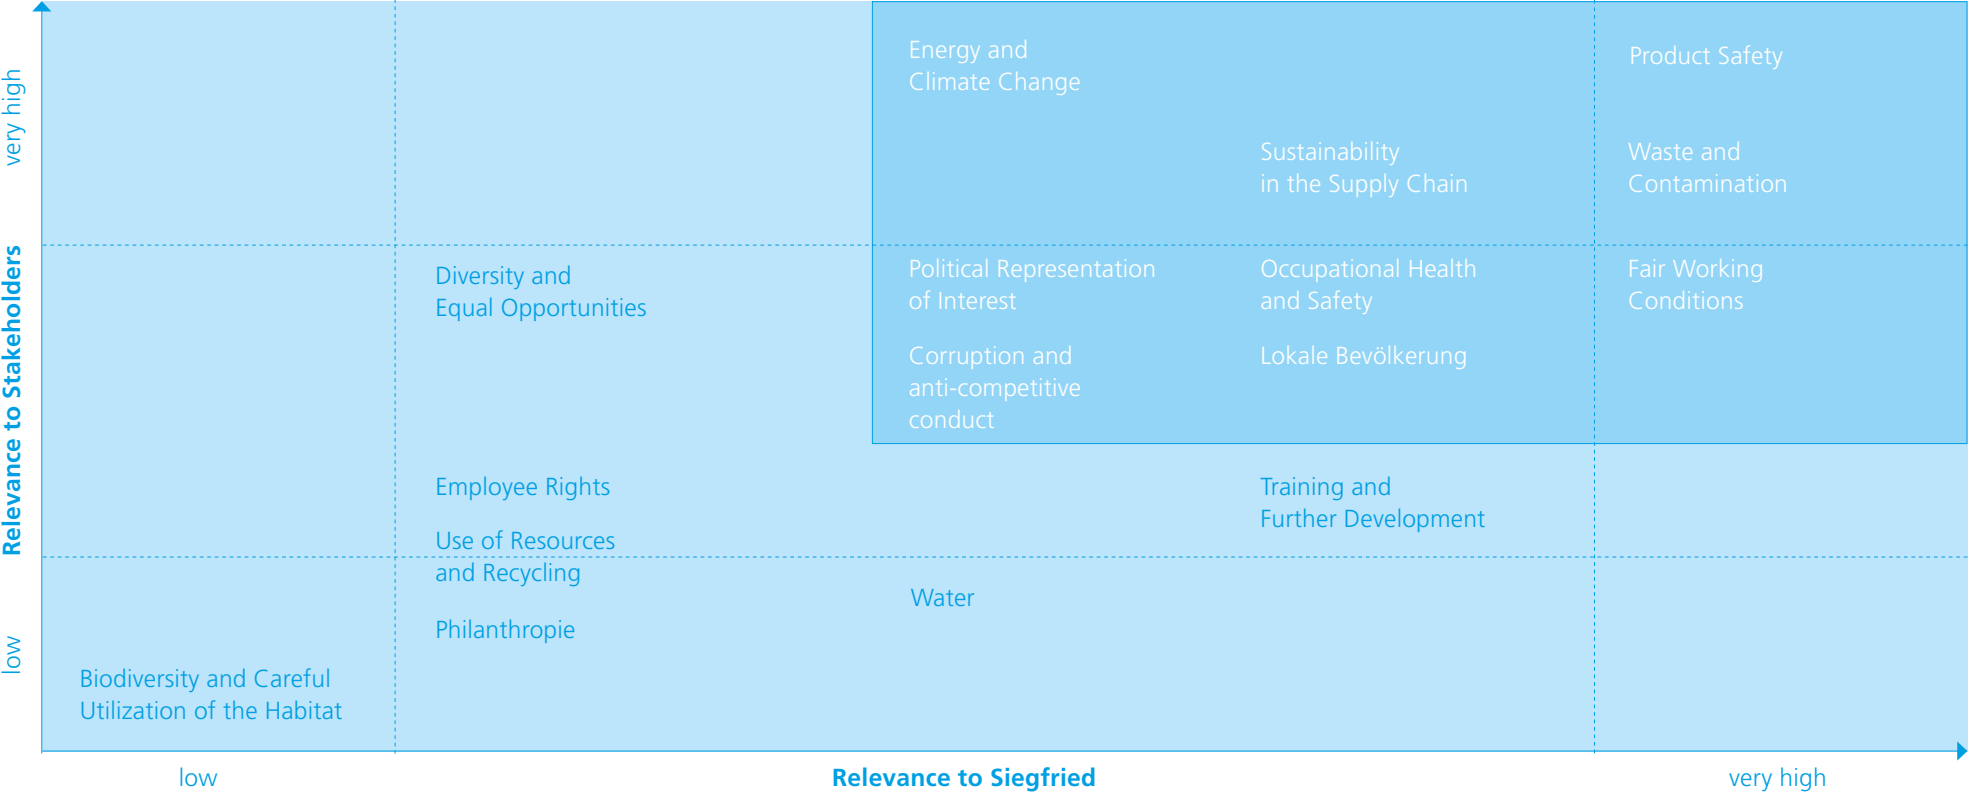 very high
Relevance to Stakeholders
low
Energy and
Climate Change
Product Safety
Sustainability
in the Supply Chain
Waste and
Contamination
Diversity and
Equal Opportunities
Political Representation
of Interest
Occupational Health
and Safety
Fair Working
Conditions
Corruption and
anti-competitive
conduct
Lokale Bevölkerung
Employee Rights
Training and
Further Development
Use of Resources
and Recycling
Water
Philanthropie
Biodiversity and Careful
Utilization of the Habitat
low
Relevance to Siegfried
very high